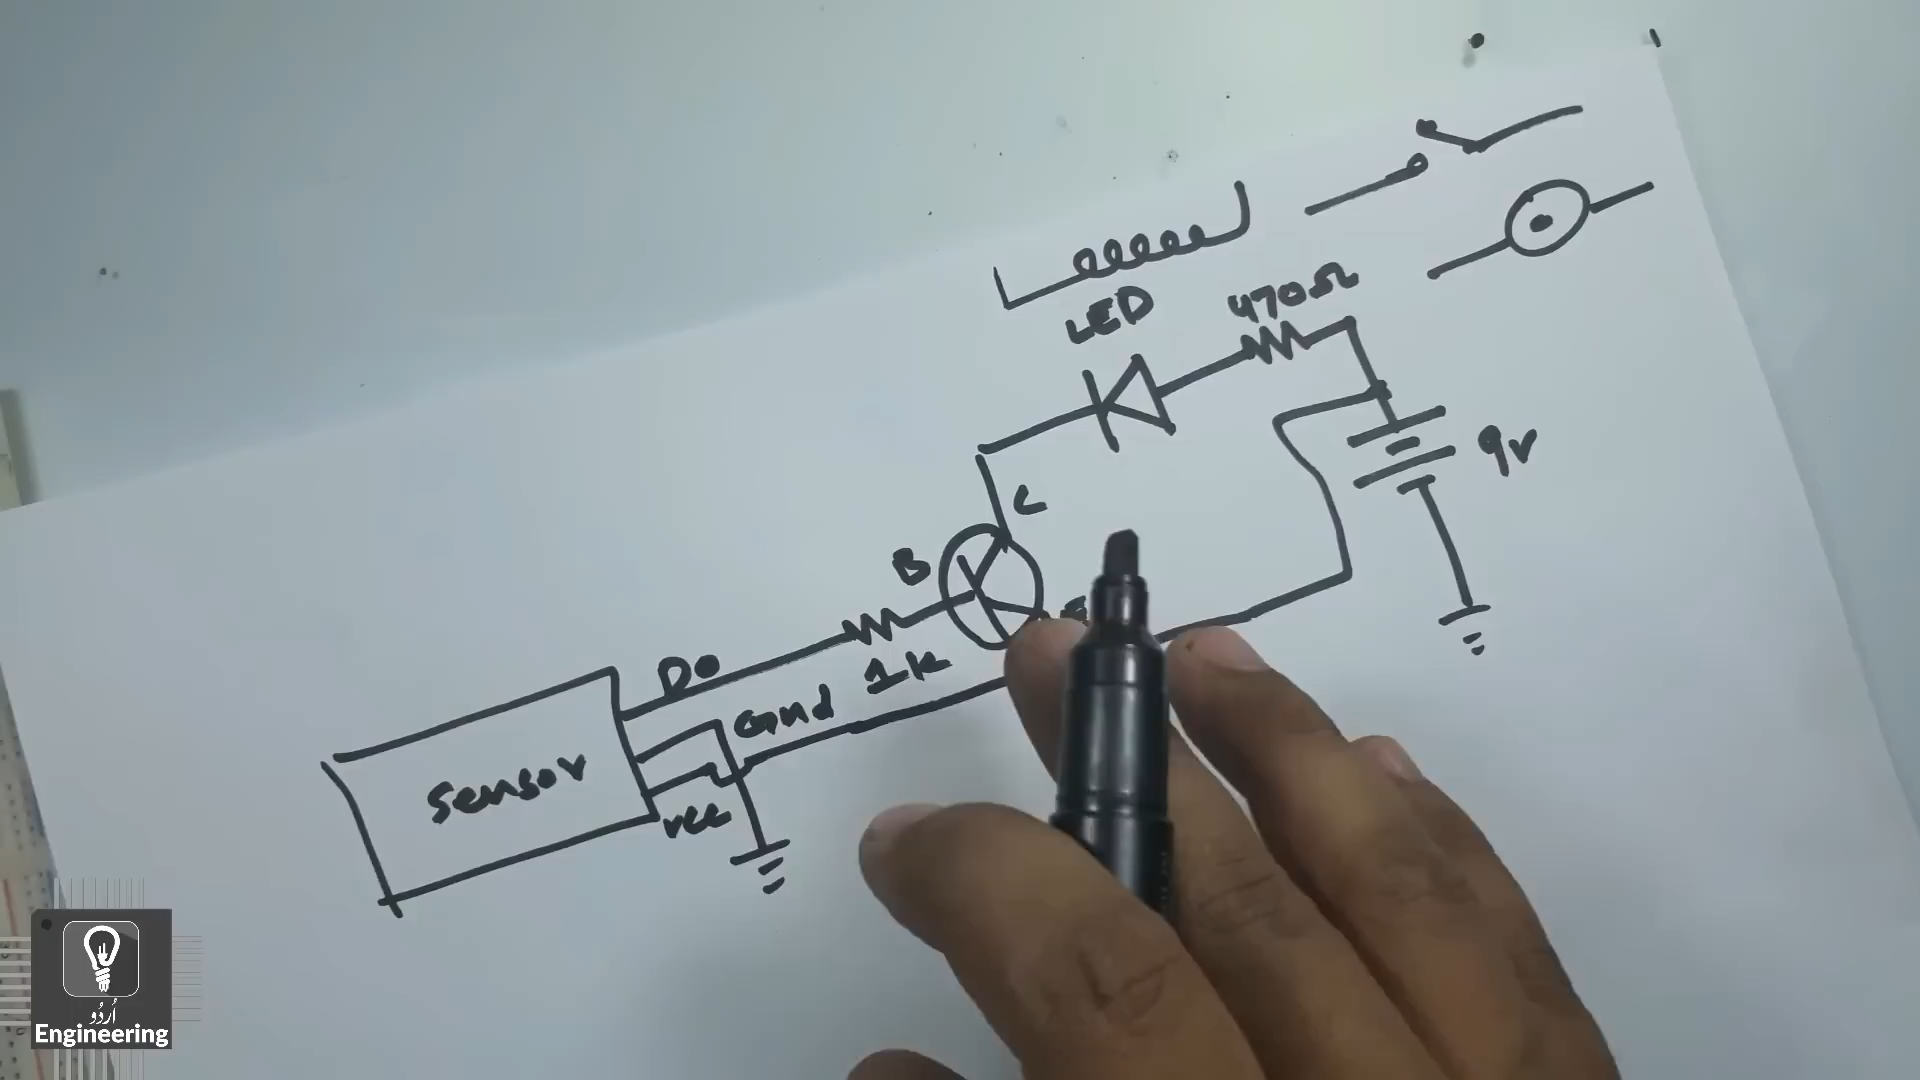 LED
470Ω
9v
C
B
E
Do
1k
Gnd
Sensor
vcc
اُردُو
Engineering